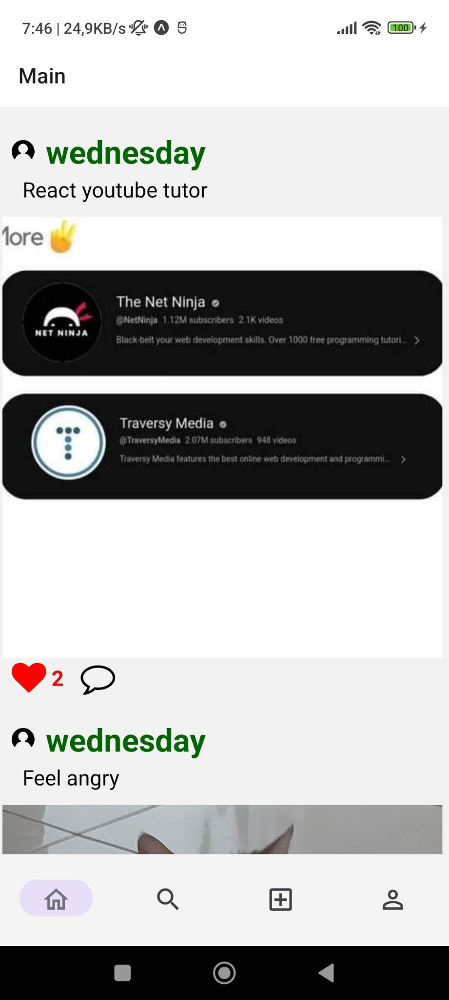 7:46 | 24,9KB/s
100
Main
wednesday
React youtube tutor
More
NET NINJA
The Net Ninja
@NetNinja 1.12M subscribers 2.1K videos
Black-belt your web development skills. Over 1000 free programming tutori...
T
Traversy Media
@TraversyMedia 2.07M subscribers 948 videos
Traversy Media features the best online web development and programmi...
2
wednesday
Feel angry